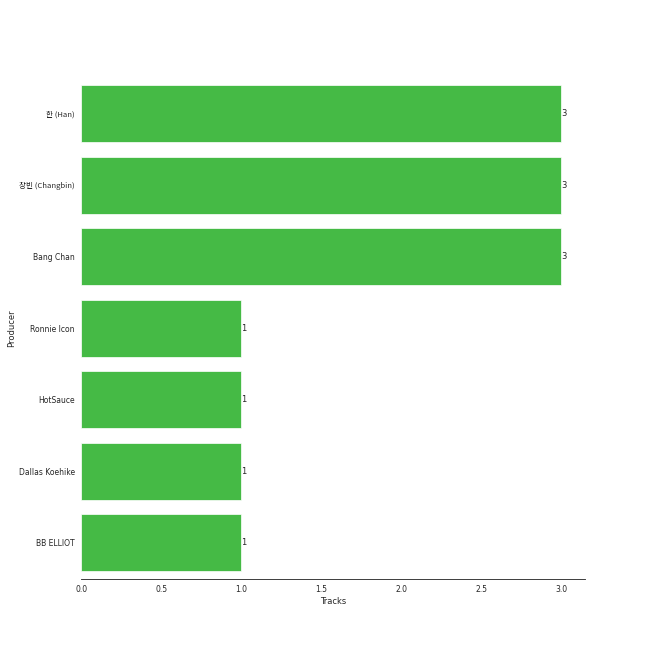 한 (Han)
3
창빈 (Changbin)
3
Bang Chan
3
Ronnie Icon
1
HotSauce
1
Dallas Koehike
1
BB ELLIOT
1
Producer
0.0 0.5 1.0 1.5 2.0 2.5 3.0
Tracks